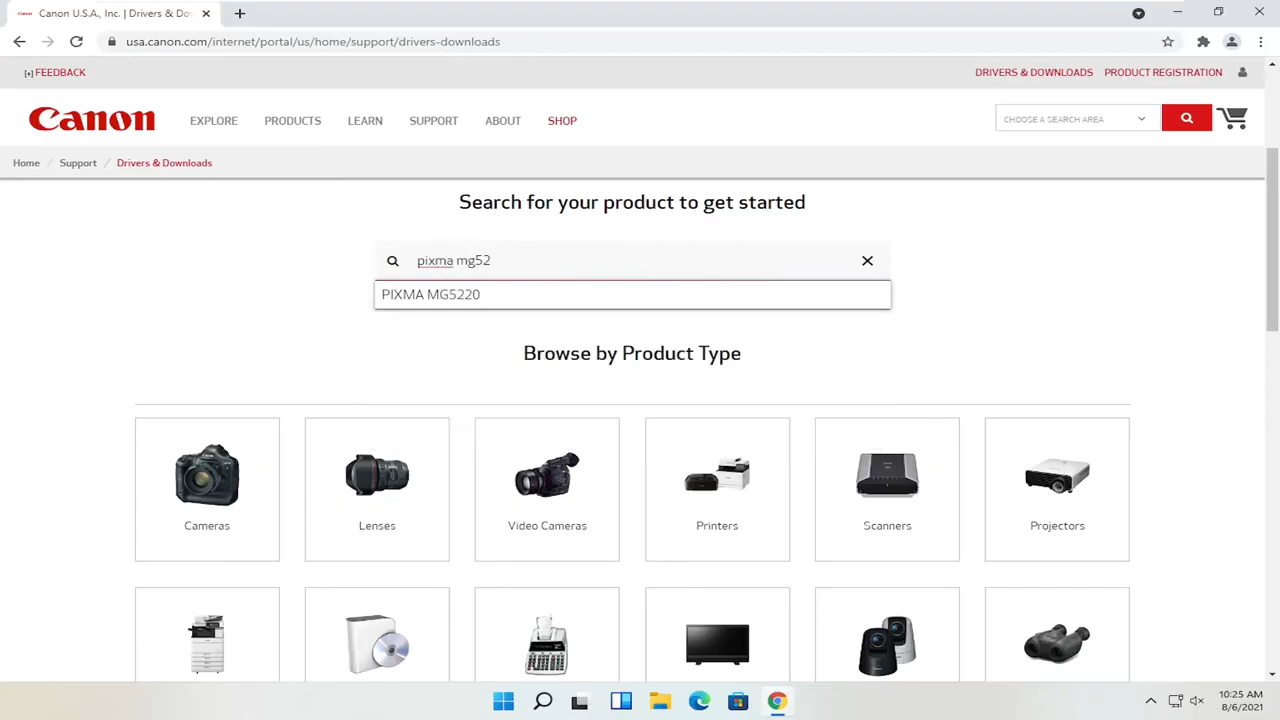 Canon U.S.A., Inc. | Drivers & Do
usa.canon.com/internet/portal/us/home/support/drivers-downloads
[+] FEEDBACK
DRIVERS & DOWNLOADS PRODUCT REGISTRATION
Canon
EXPLORE PRODUCTS LEARN SUPPORT ABOUT SHOP
CHOOSE A SEARCH AREA
Home / Support / Drivers & Downloads
Search for your product to get started
pixma mg52
PIXMA MG5220
Browse by Product Type
Cameras Lenses Video Cameras Printers Scanners Projectors
10:25 AM
8/6/2021